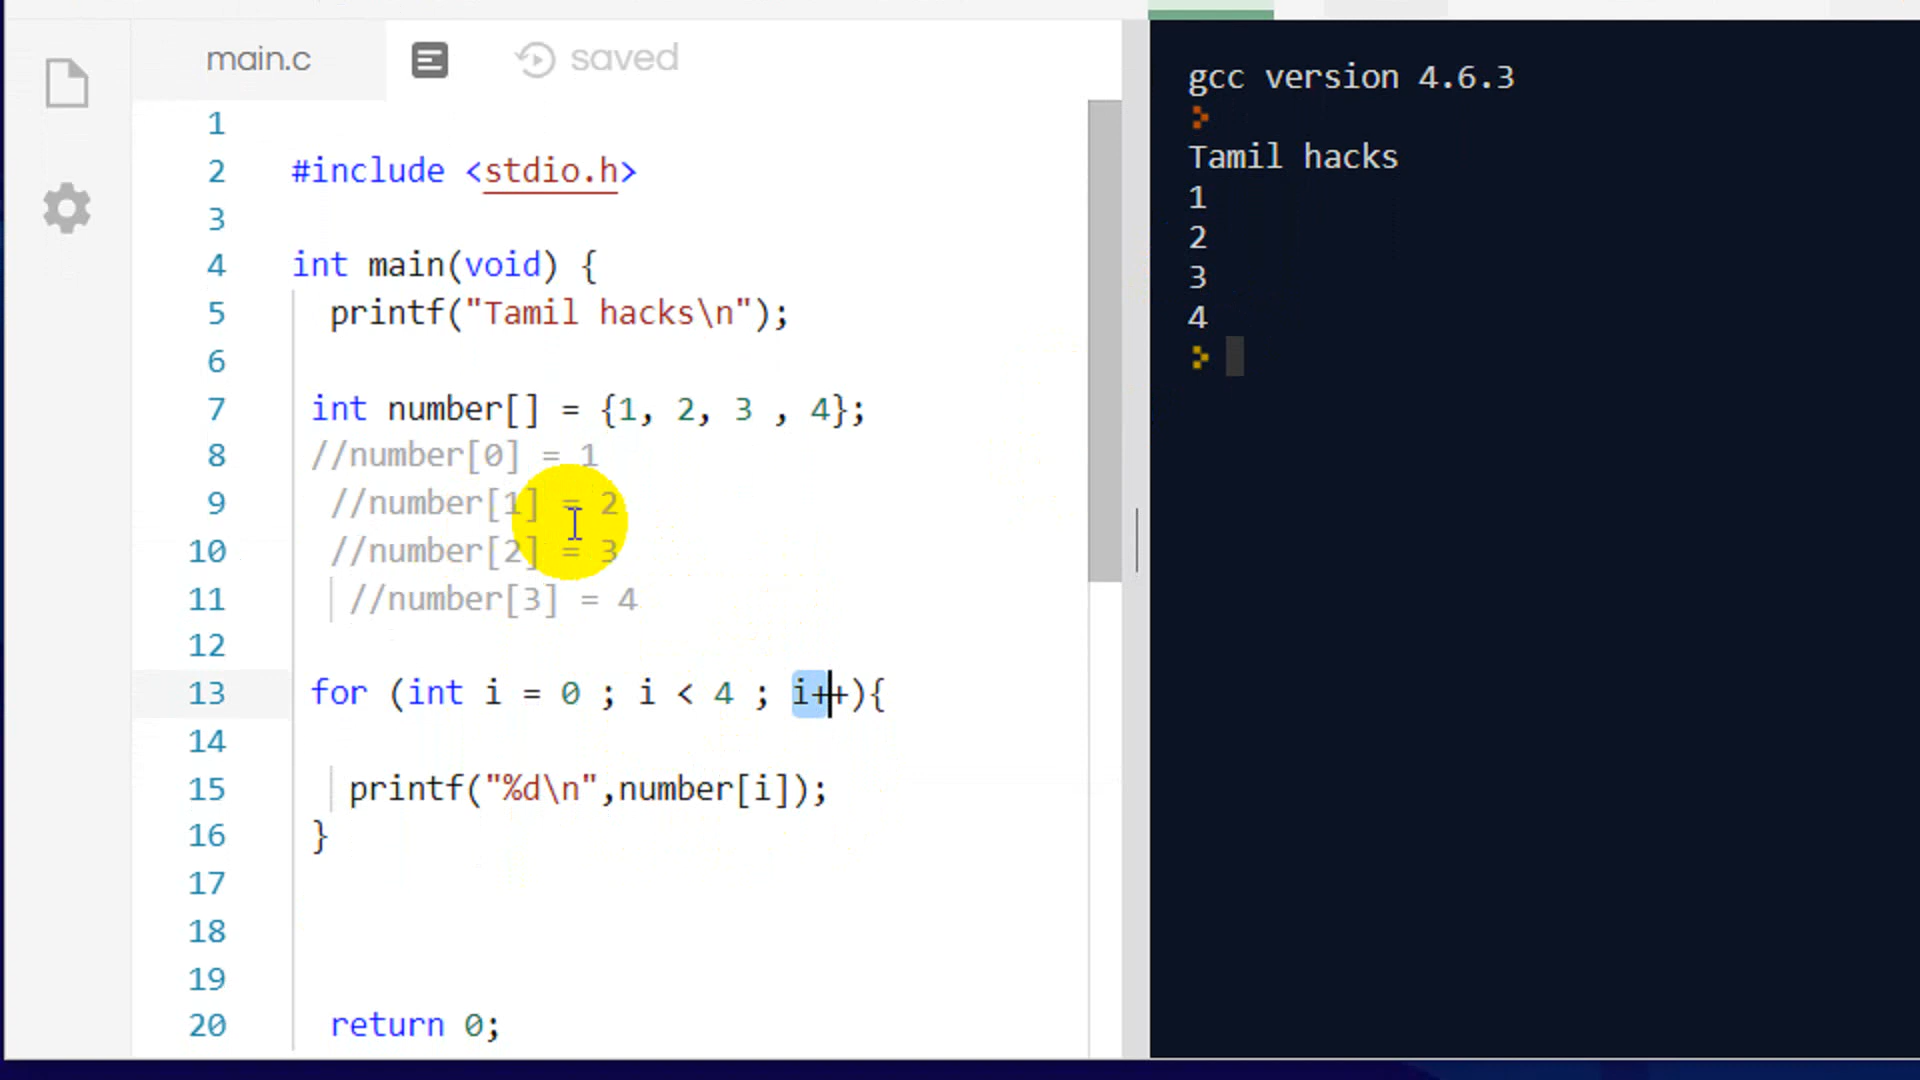 main.c saved
1
2 #include <stdio.h>
3
4 int main(void) {
5 printf("Tamil hacks\n");
6
7 int number[] = {1, 2, 3 , 4};
8 //number[0] = 1
9 //number[1] = 2
10 //number[2] = 3
11 //number[3] = 4
12
13 for (int i = 0 ; i < 4 ; i++){
14
15 printf("%d\n",number[i]);
16 }
17
18
19
20 return 0;
gcc version 4.6.3
Tamil hacks
1
2
3
4